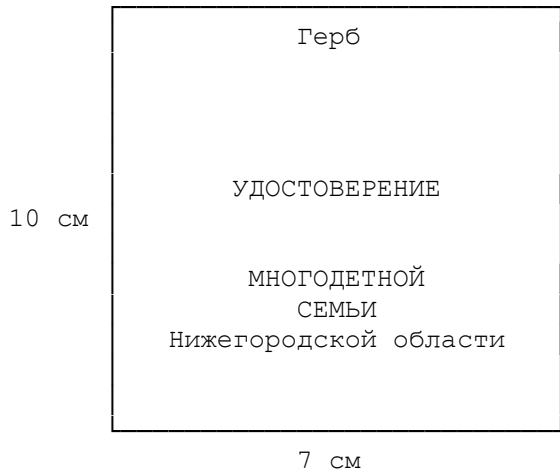 Герб
УДОСТОВЕРЕНИЕ
10 см
МНОГОДЕТНОЙ
СЕМЬИ
Нижегородской области
7 см